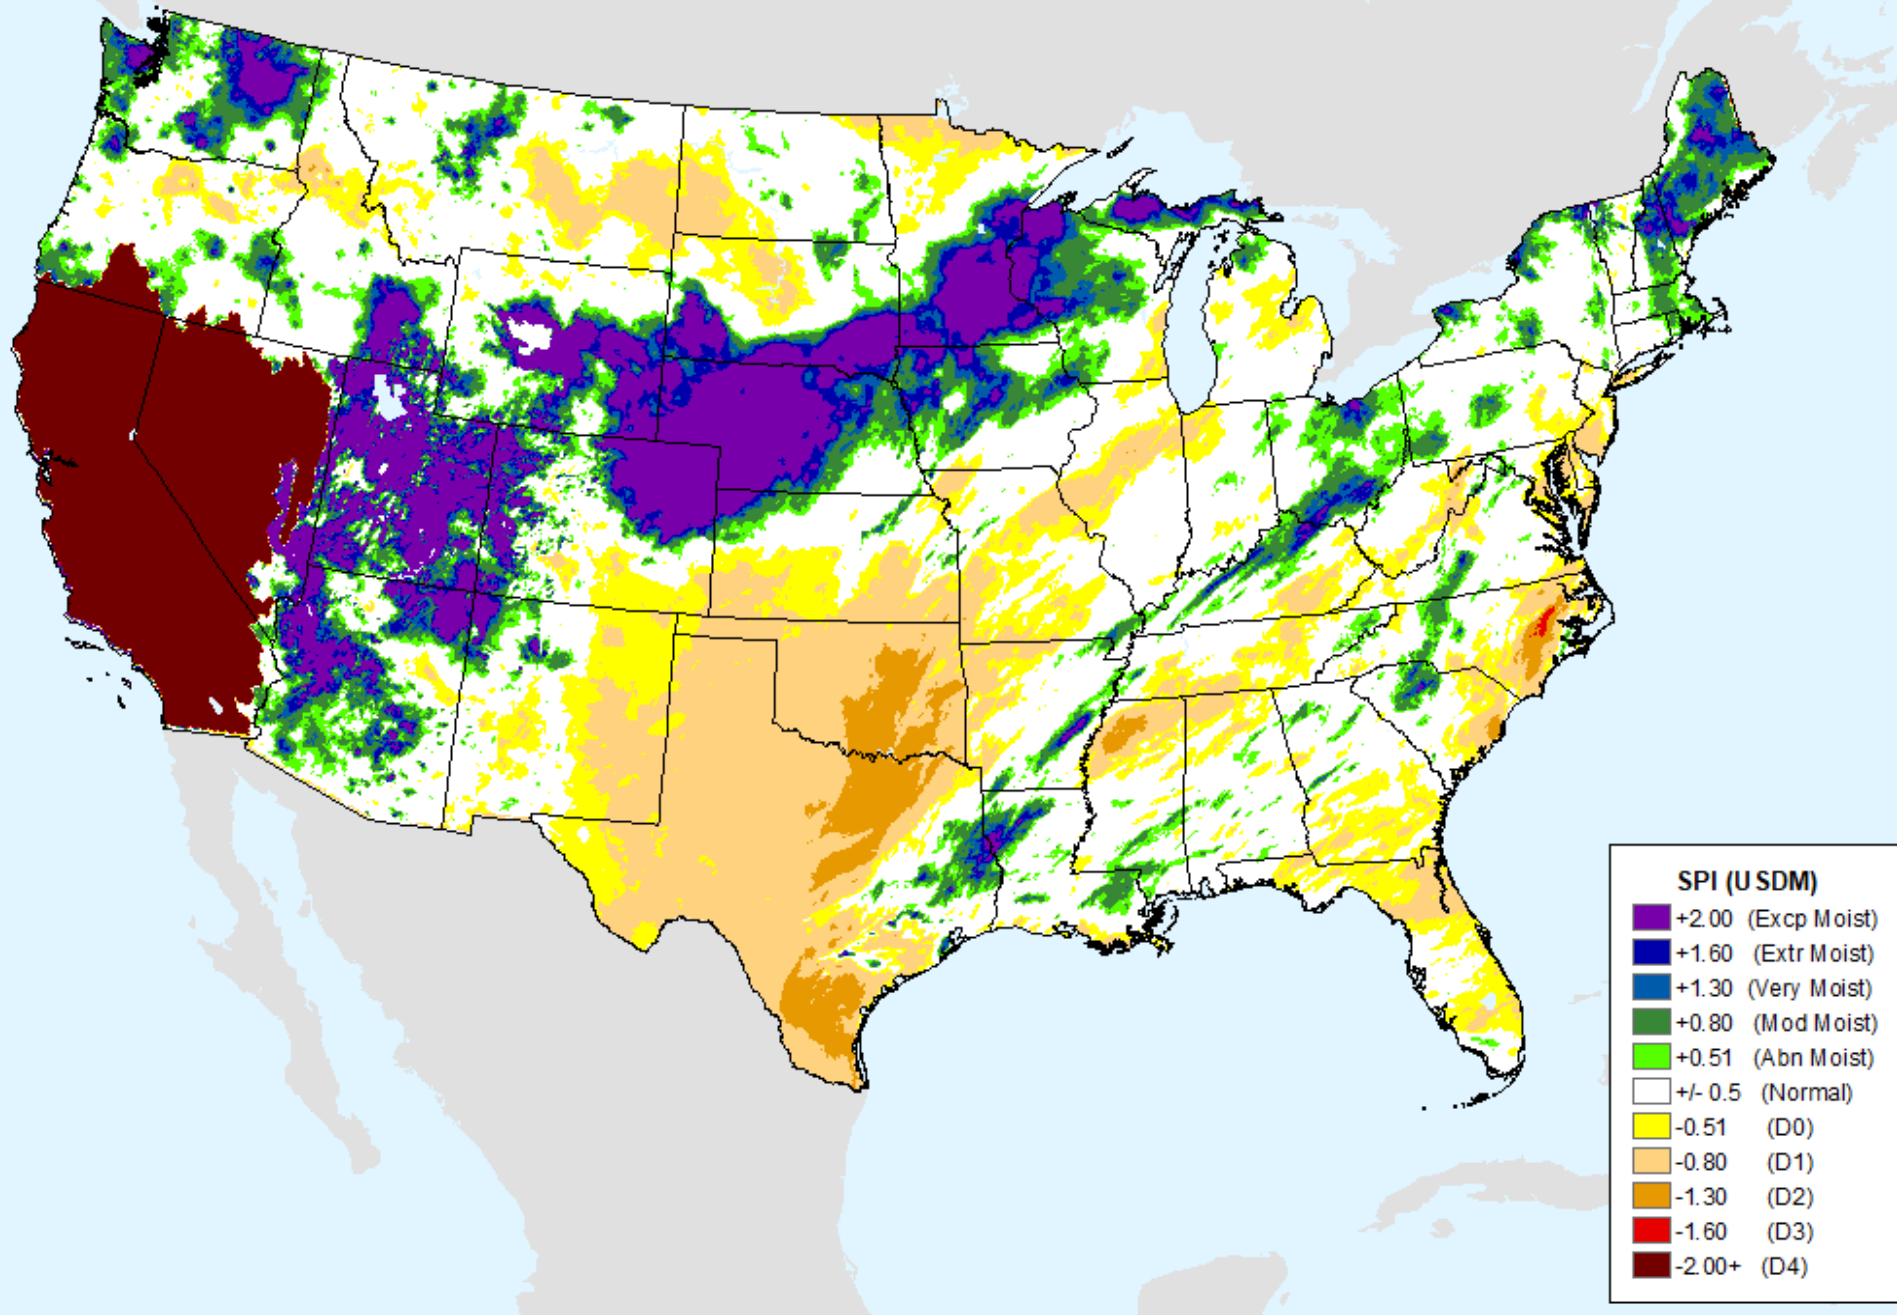 SPI (USDM)
+2.00 (Excp Moist)
+1.60 (Extr Moist)
+1.30 (Very Moist)
+0.80 (Mod Moist)
+0.51 (Abn Moist)
+/- 0.5 (Normal)
-0.51 (D0)
-0.80 (D1)
-1.30 (D2)
-1.60 (D3)
-2.00+ (D4)